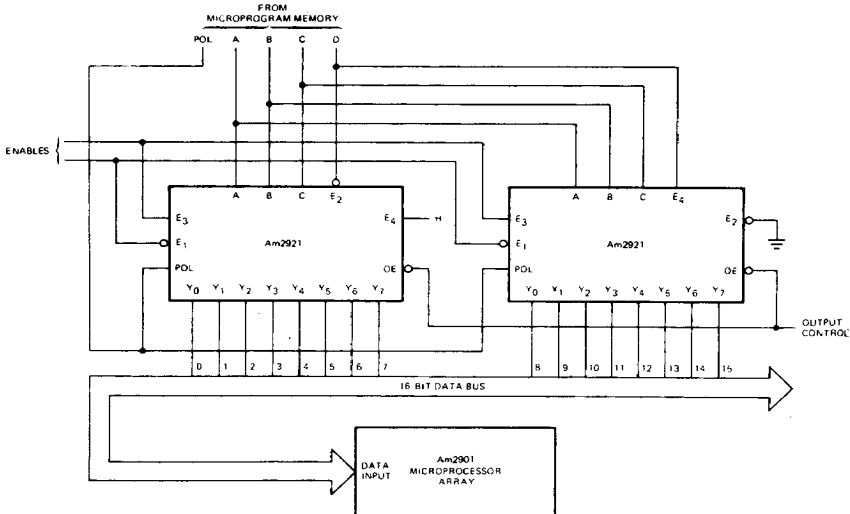 FROM
MICROPROGRAM MEMORY
POL A B C D
ENABLES
A B C E2
E3 E4 H
E1 Am2921
POL OE
Y0 Y1 Y2 Y3 Y4 Y5 Y6 Y7
A B C E4
E3 E2
E1 Am2921
POL OE
Y0 Y1 Y2 Y3 Y4 Y5 Y6 Y7
OUTPUT
CONTROL
0 1 2 3 4 5 6 7 8 9 10 11 12 13 14 15
16 BIT DATA BUS
DATA
INPUT
Am2901
MICROPROCESSOR
ARRAY